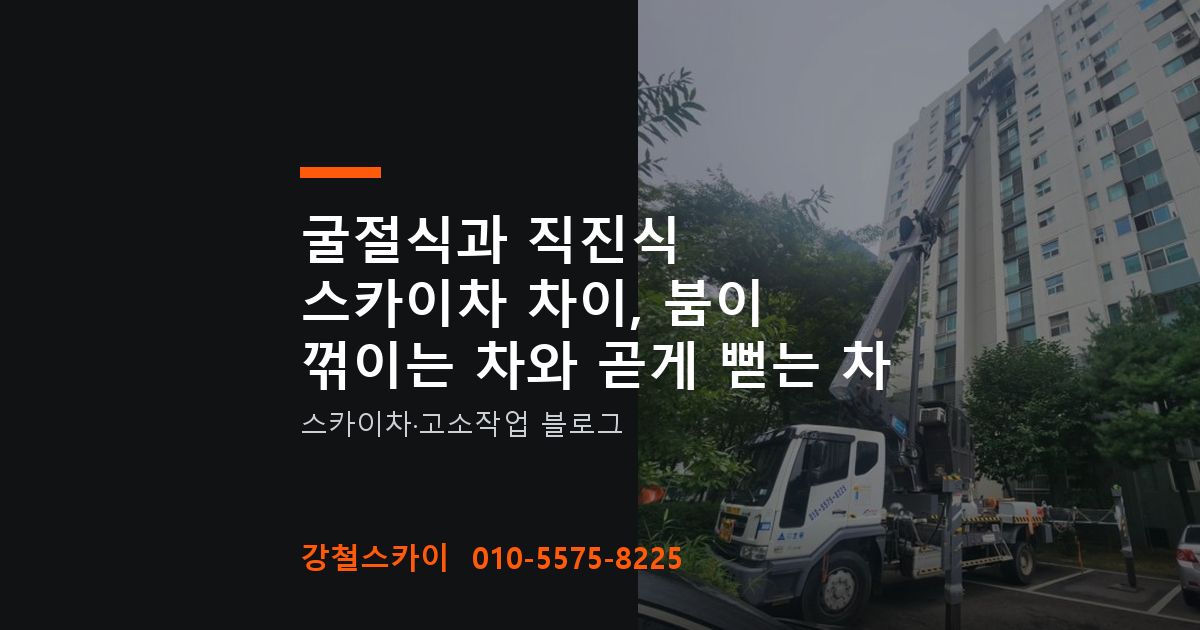 굴절식과 직진식
스카이차 차이, 붐이
꺾이는 차와 곧게 뻗는 차
스카이차·고소작업 블로그
강철스카이 010-5575-8225